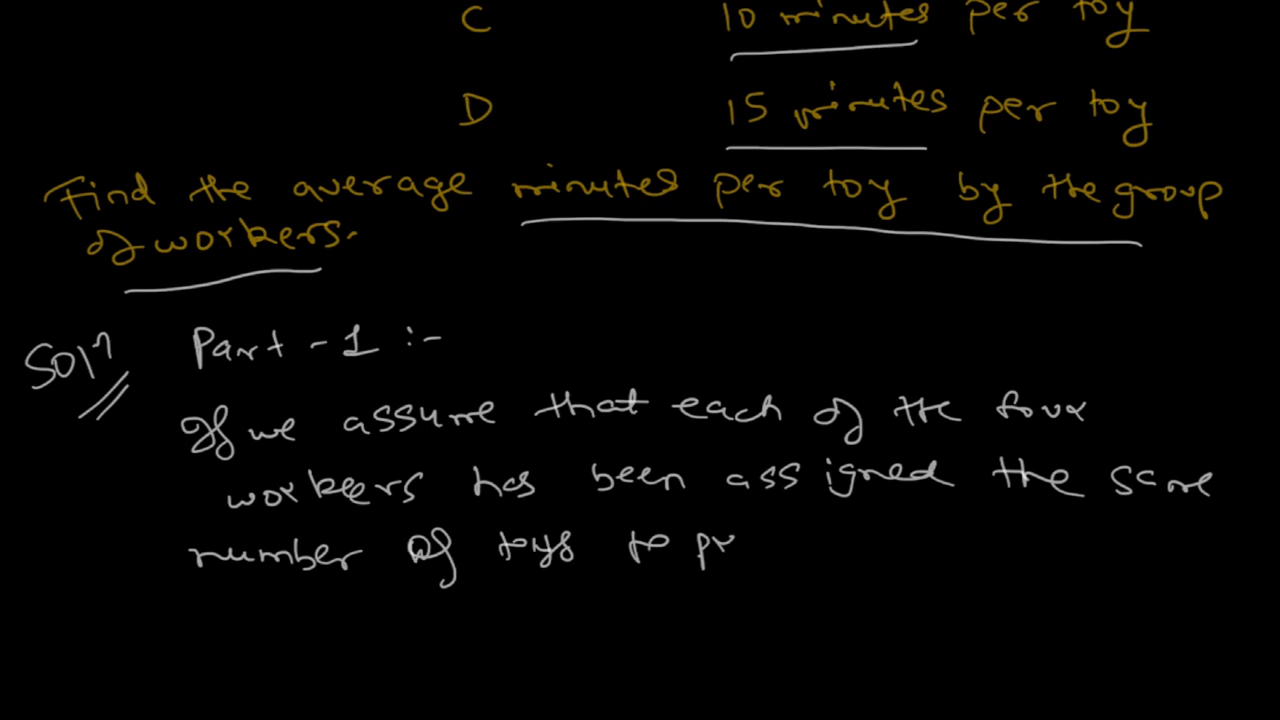 C 10 minutes per toy
D 15 minutes per toy
Find the average minutes per toy by the group
of workers.
Solⁿ Part - 1 :-
If we assume that each of the four
workers has been assigned the same
number of toys to pr